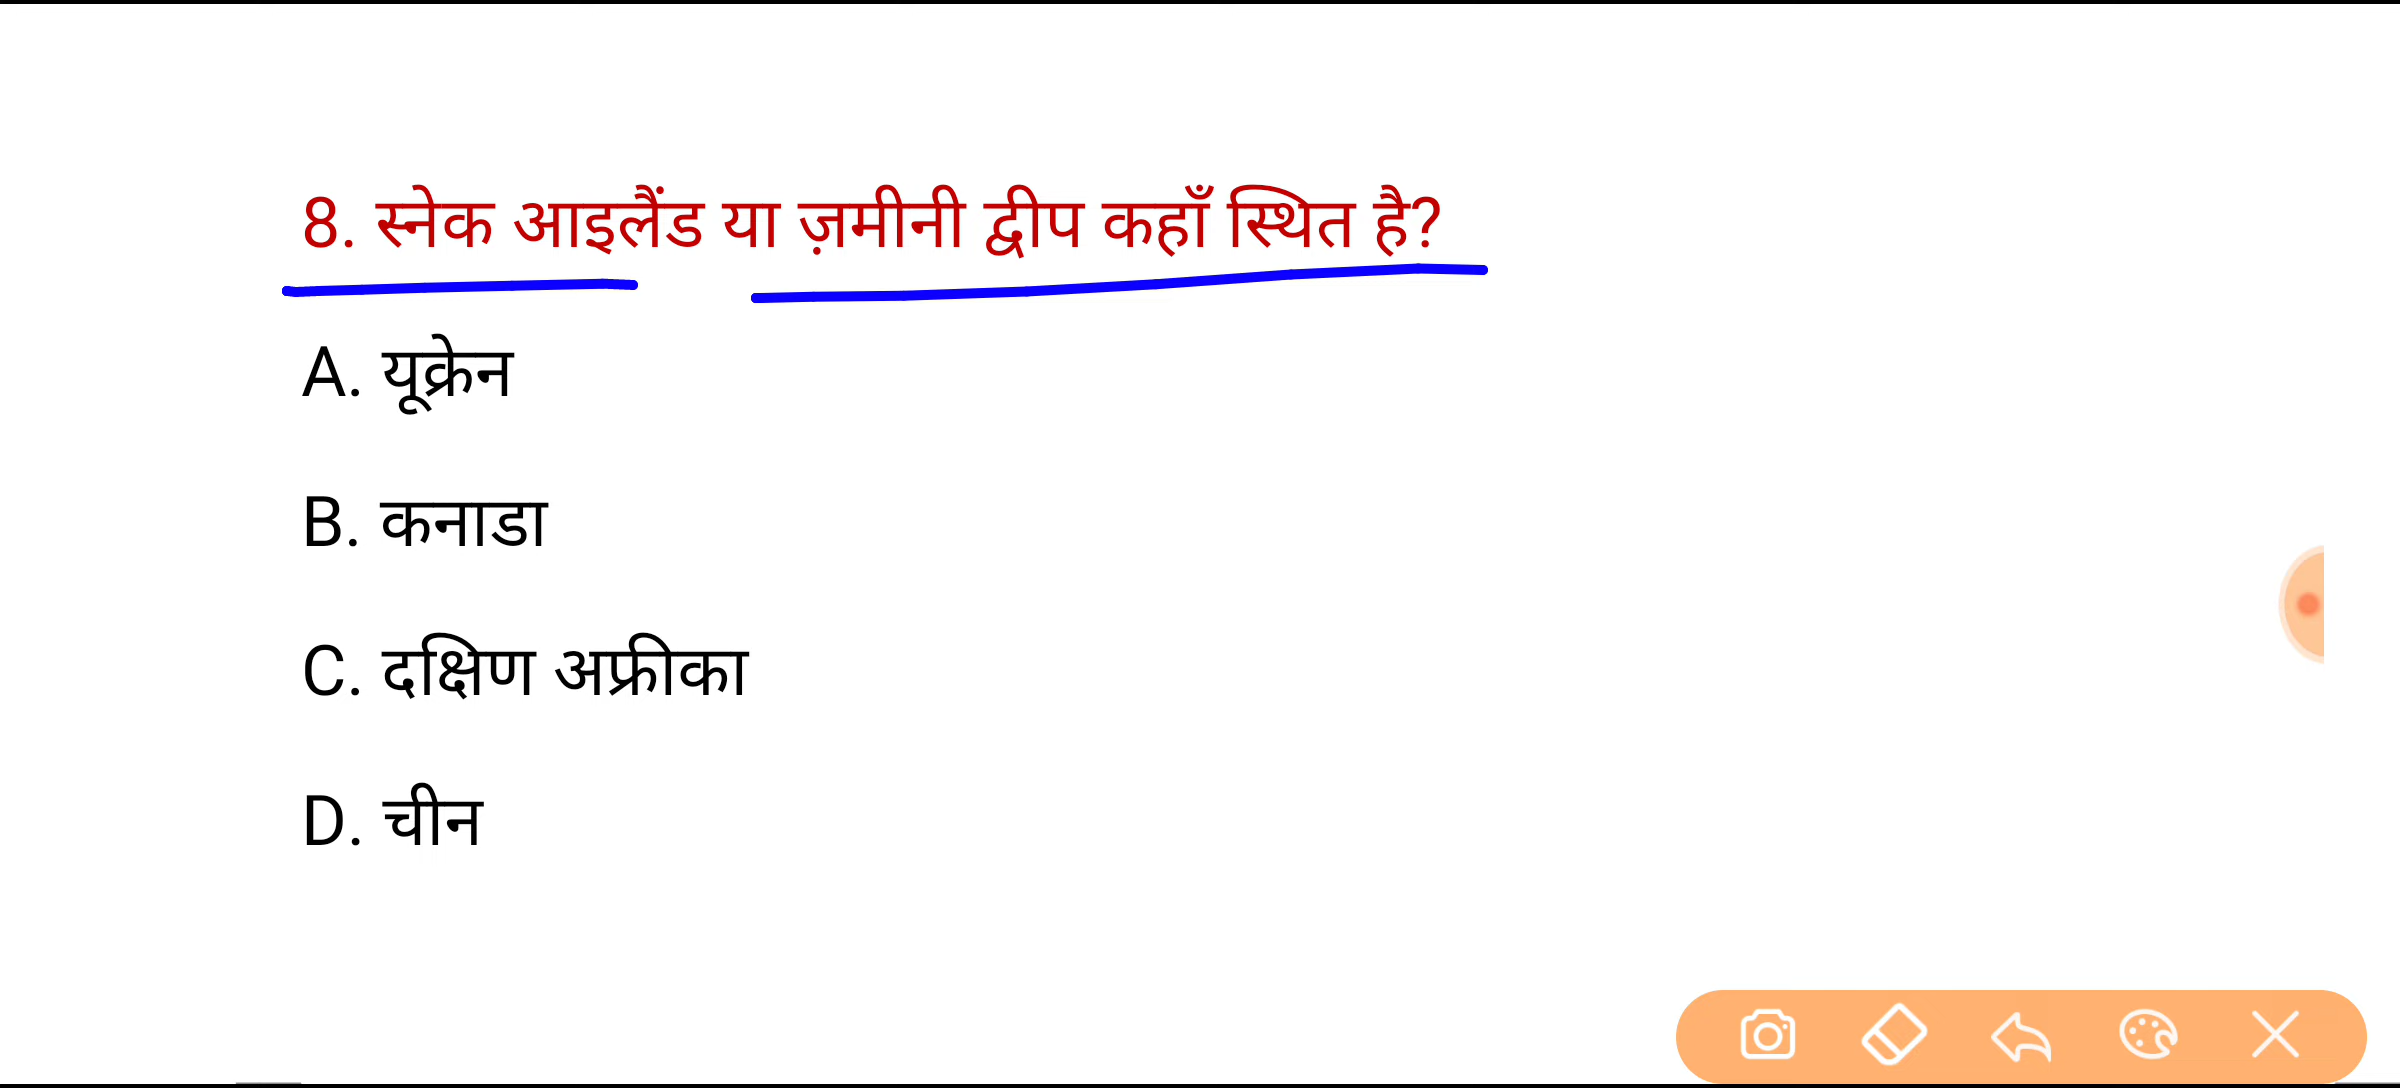 8. स्नेक आइलैंड या ज़मीनी द्वीप कहाँ स्थित है?
A. यूक्रेन
B. कनाडा
C. दक्षिण अफ्रीका
D. चीन